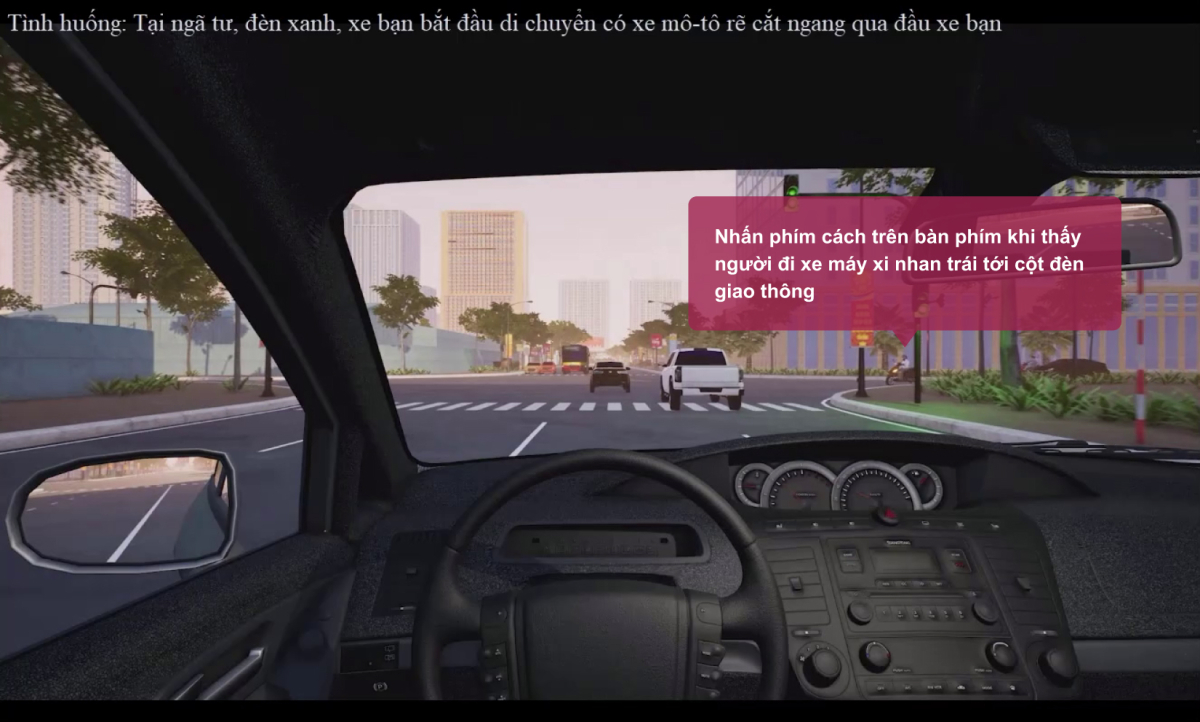 Tình huống: Tại ngã tư, đèn xanh, xe bạn bắt đầu di chuyển có xe mô-tô rẽ cắt ngang qua đầu xe bạn
Nhấn phím cách trên bàn phím khi thấy
người đi xe máy xi nhan trái tới cột đèn
giao thông